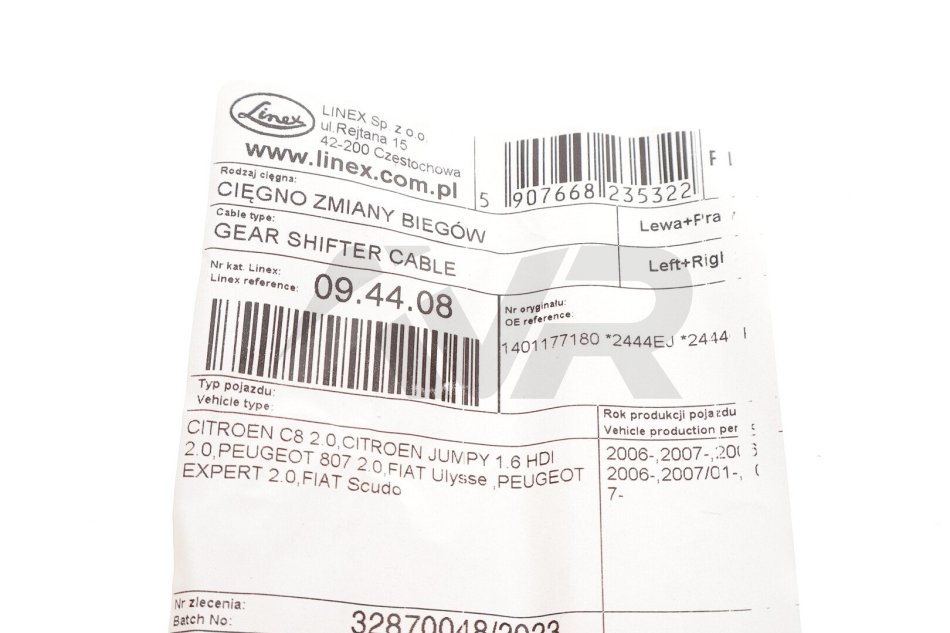 Linex
LINEX Sp. z o.o.
ul.Rejtana 15
42-200 Częstochowa
www.linex.com.pl
5 907668 235322
Rodzaj cięgna:
CIĘGNO ZMIANY BIEGÓW
Lewa+Pra
Cable type:
GEAR SHIFTER CABLE
Left+Righ
Nr kat. Linex:
Linex reference:
09.44.08
Nr oryginału:
OE reference:
1401177180 *2444EJ *2444
Typ pojazdu:
Vehicle type:
CITROEN C8 2.0,CITROEN JUMPY 1.6 HDI
2.0,PEUGEOT 807 2.0,FIAT Ulysse ,PEUGEOT
EXPERT 2.0,FIAT Scudo
Rok produkcji pojazdu
Vehicle production per
2006-,2007-,200
2006-,2007/01-,
7-
Nr zlecenia:
Batch No:
32870048/2023
AVR